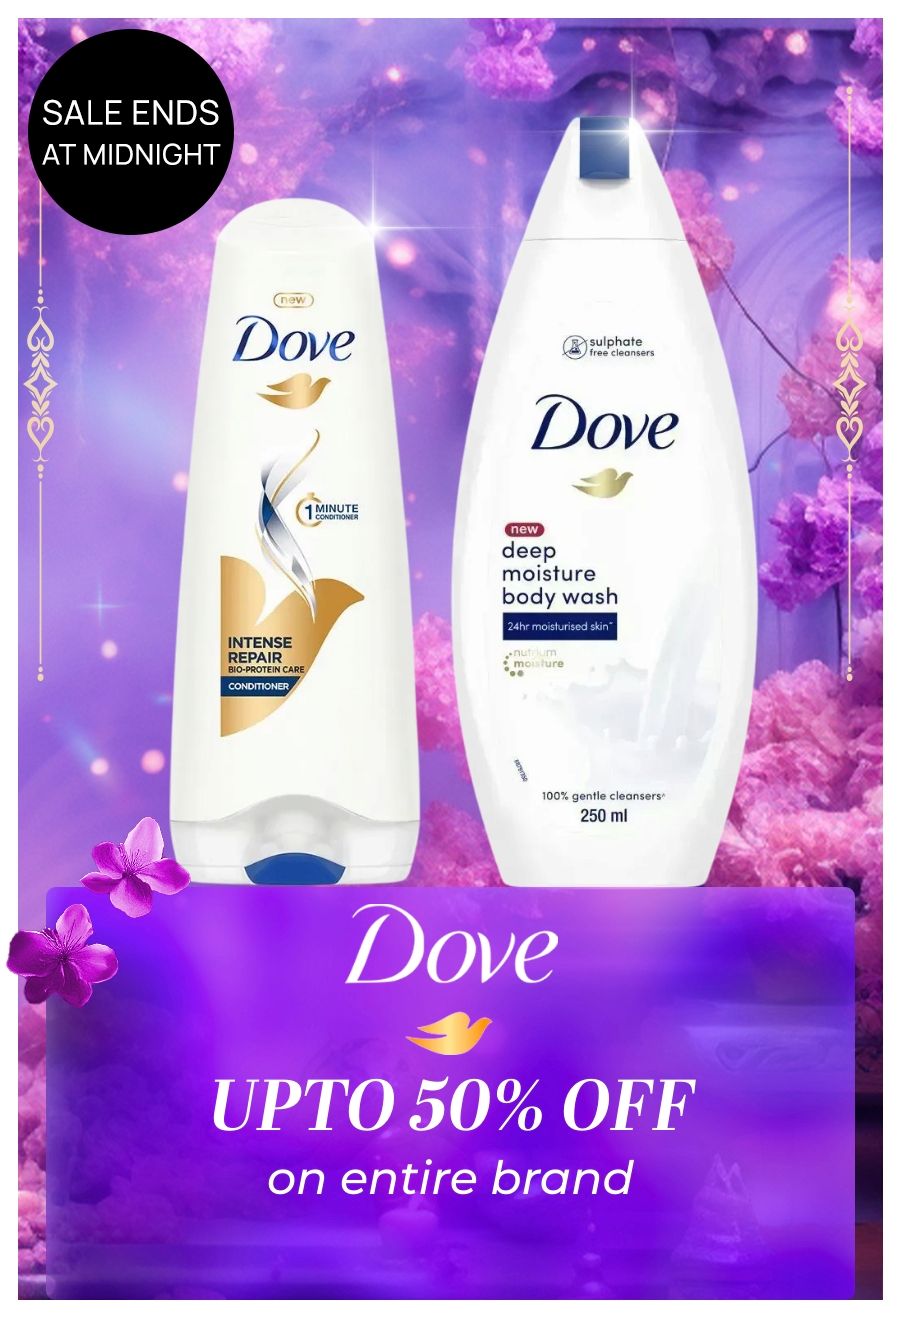 SALE ENDS
AT MIDNIGHT
new
Dove
1 MINUTE
CONDITIONER
INTENSE
REPAIR
BIO-PROTEIN CARE
CONDITIONER
sulphate
free cleansers
Dove
new
deep
moisture
body wash
24hr moisturised skin~
nutrium
moisture
100% gentle cleansers^
250 ml
Dove
UPTO 50% OFF
on entire brand